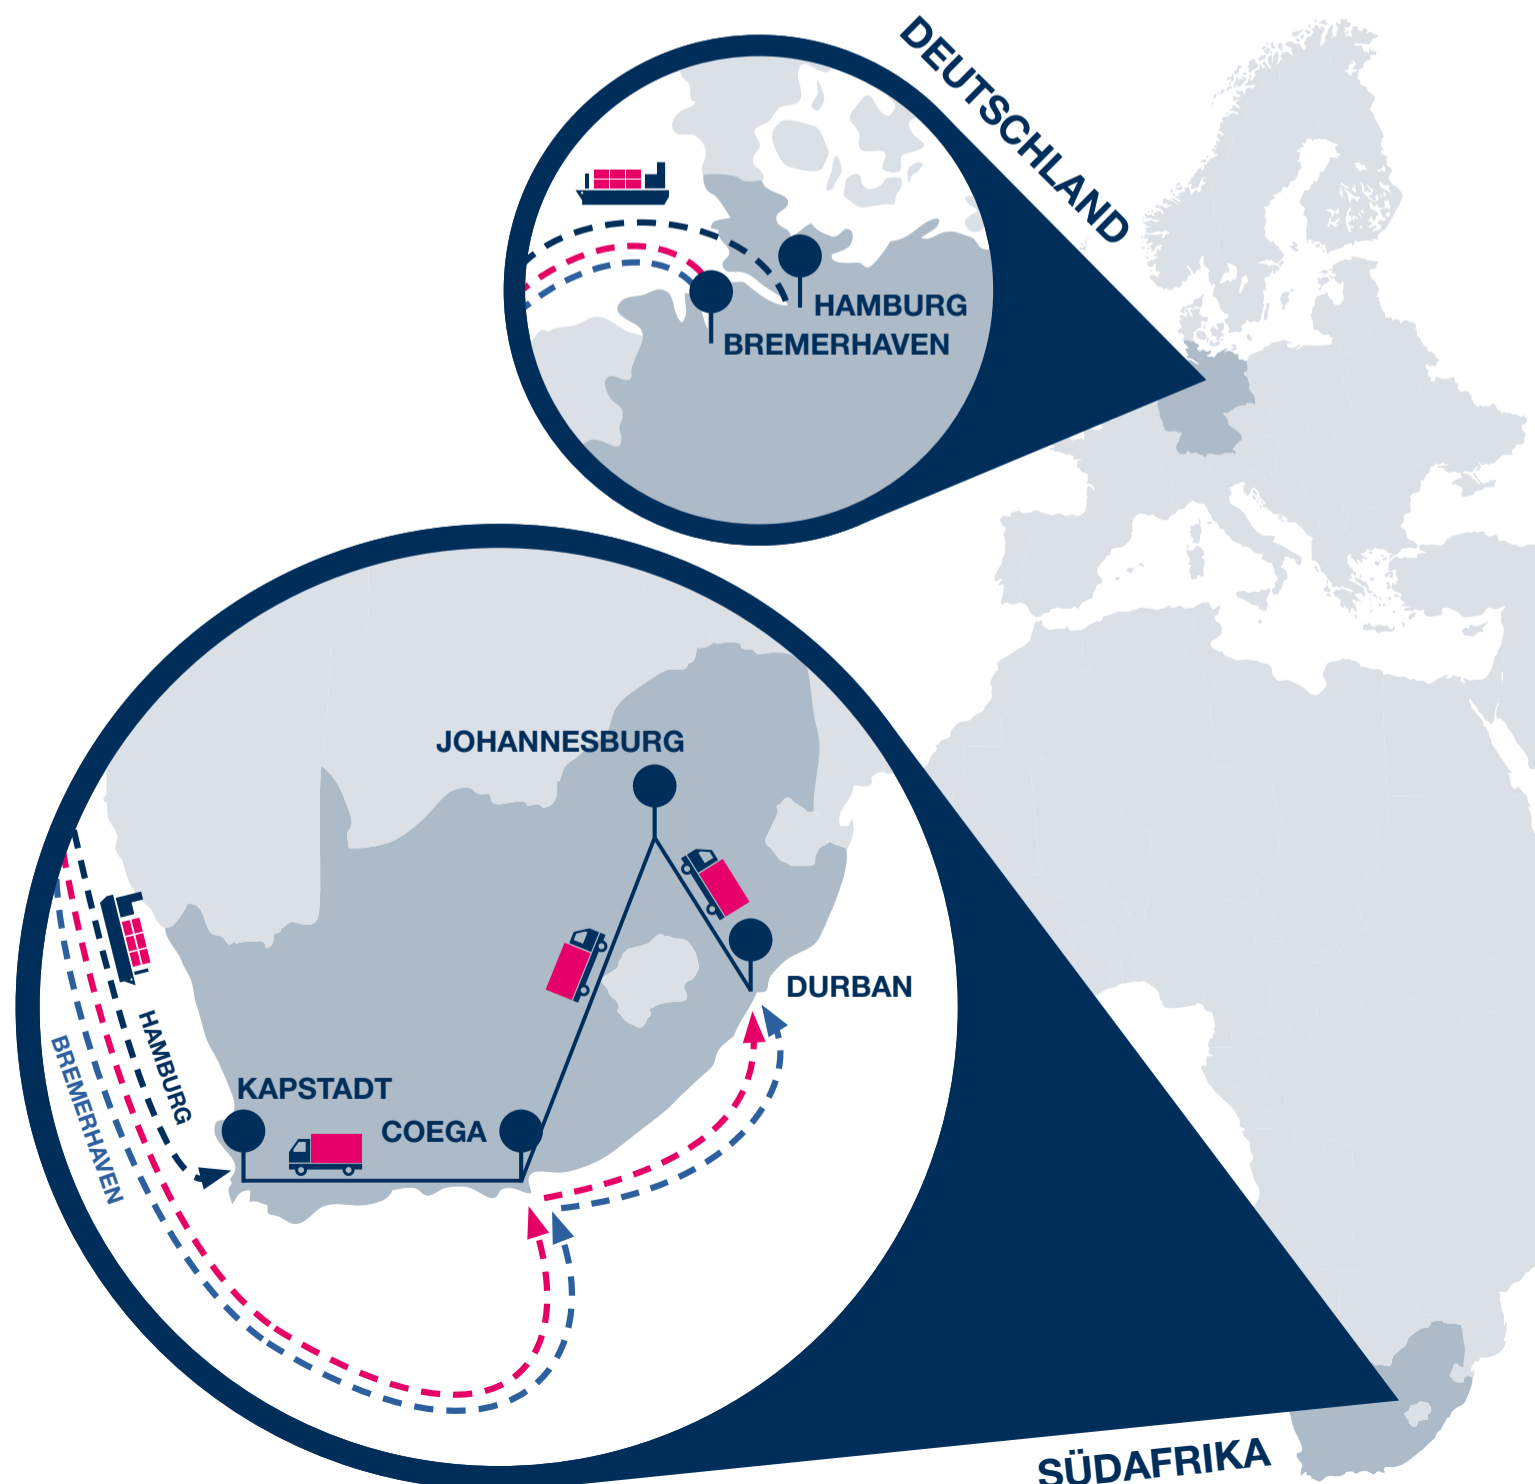 DEUTSCHLAND
HAMBURG
BREMERHAVEN
JOHANNESBURG
DURBAN
HAMBURG
BREMERHAVEN
KAPSTADT
COEGA
SÜDAFRIKA